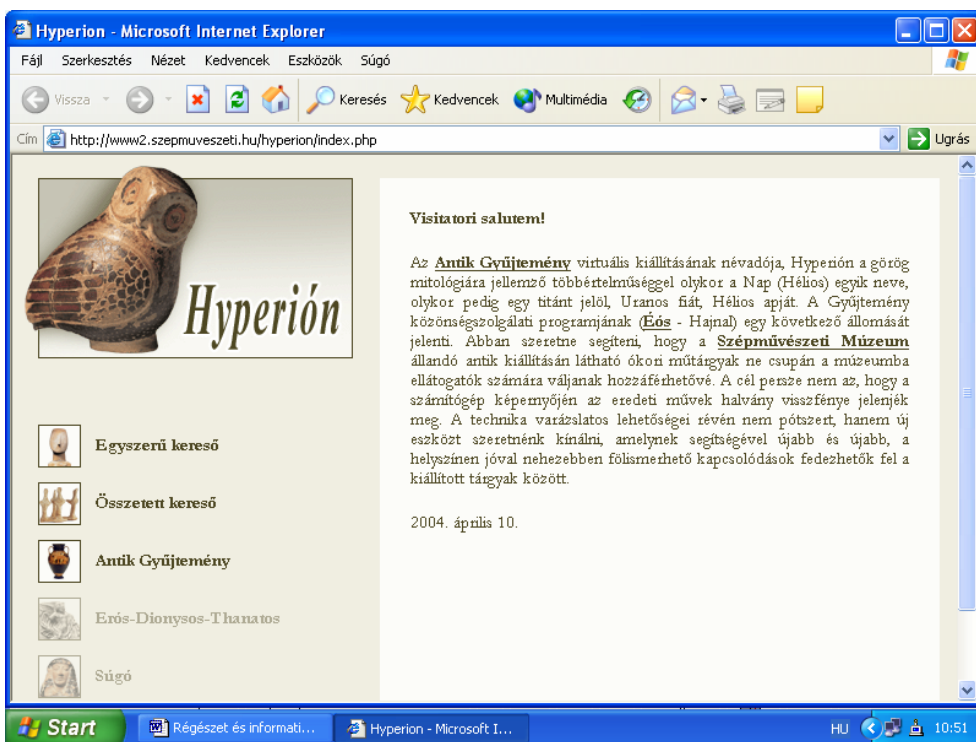 Hyperion - Microsoft Internet Explorer
Fájl Szerkesztés Nézet Kedvencek Eszközök Súgó
Vissza Keresés Kedvencek Multimédia
Cím http://www2.szepmuveszeti.hu/hyperion/index.php Ugrás
Hyperión
Egyszerű kereső
Összetett kereső
Antik Gyűjtemény
Erós-Dionysos-Thanatos
Súgó
Visitatori salutem!
Az Antik Gyűjtemény virtuális kiállításának névadója, Hyperión a görög
mitológiára jellemző többértelműséggel olykor a Nap (Hélios) egyik neve,
olykor pedig egy titánt jelöl, Uranos fiát, Hélios apját. A Gyűjtemény
közönségszolgálati programjának (Éós - Hajnal) egy következő állomását
jelenti. Abban szeretne segíteni, hogy a Szépművészeti Múzeum
állandó antik kiállításán látható ókori műtárgyak ne csupán a múzeumba
ellátogatók számára váljanak hozzáférhetővé. A cél persze nem az, hogy a
számítógép képernyőjén az eredeti művek halvány visszfénye jelenjék
meg. A technika varázslatos lehetőségei révén nem pótszert, hanem új
eszközt szeretnénk kínálni, amelynek segítségével újabb és újabb, a
helyszínen jóval nehezebben fölismerhető kapcsolódások fedezhetők fel a
kiállított tárgyak között.
2004. április 10.
Start Régészet és informati... Hyperion - Microsoft I... HU 10:51